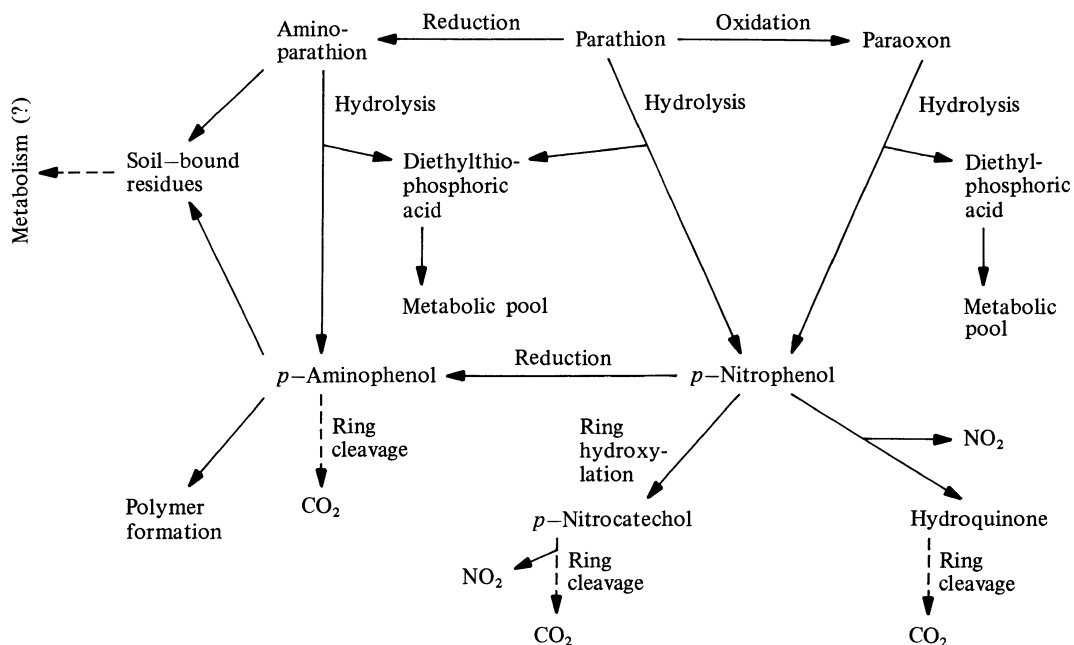 Amino-
parathion
Reduction
Parathion
Oxidation
Paraoxon
Hydrolysis
Hydrolysis
Hydrolysis
Metabolism (?)
Soil–bound
residues
Diethylthio-
phosphoric
acid
Diethyl-
phosphoric
acid
Metabolic pool
Metabolic
pool
p–Aminophenol
Reduction
p–Nitrophenol
Ring
cleavage
Ring
hydroxy-
lation
NO₂
Polymer
formation
CO₂
p–Nitrocatechol
Hydroquinone
NO₂
Ring
cleavage
Ring
cleavage
CO₂
CO₂